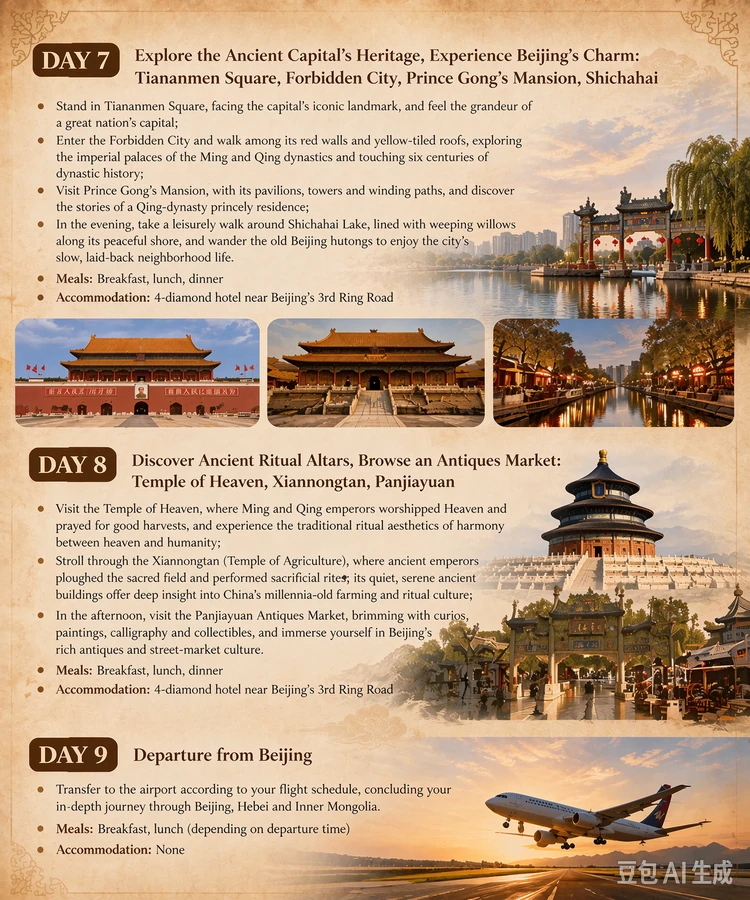 DAY 7
Explore the Ancient Capital's Heritage, Experience Beijing's Charm:
Tiananmen Square, Forbidden City, Prince Gong's Mansion, Shichahai
• Stand in Tiananmen Square, facing the capital's iconic landmark, and feel the grandeur of
a great nation's capital;
• Enter the Forbidden City and walk among its red walls and yellow-tiled roofs, exploring
the imperial palaces of the Ming and Qing dynastics and touching six centuries of
dynastic history;
• Visit Prince Gong's Mansion, with its pavilions, towers and winding paths, and discover
the stories of a Qing-dynasty princely residence;
• In the evening, take a leisurely walk around Shichahai Lake, lined with weeping willows
along its peaceful shore, and wander the old Beijing hutongs to enjoy the city's
slow, laid-back neighborhood life.
• Meals: Breakfast, lunch, dinner
• Accommodation: 4-diamond hotel near Beijing's 3rd Ring Road
DAY 8
Discover Ancient Ritual Altars, Browse an Antiques Market:
Temple of Heaven, Xiannongtan, Panjiayuan
• Visit the Temple of Heaven, where Ming and Qing emperors worshipped Heaven and
prayed for good harvests, and experience the traditional ritual aesthetics of harmony
between heaven and humanity;
• Stroll through the Xiannongtan (Temple of Agriculture), where ancient emperors
ploughed the sacred field and performed sacrificial rites; its quiet, serene ancient
buildings offer deep insight into China's millennia-old farming and ritual culture;
• In the afternoon, visit the Panjiayuan Antiques Market, brimming with curios,
paintings, calligraphy and collectibles, and immerse yourself in Beijing's
rich antiques and street-market culture.
• Meals: Breakfast, lunch, dinner
• Accommodation: 4-diamond hotel near Beijing's 3rd Ring Road
DAY 9
Departure from Beijing
• Transfer to the airport according to your flight schedule, concluding your
in-depth journey through Beijing, Hebei and Inner Mongolia.
• Meals: Breakfast, lunch (depending on departure time)
• Accommodation: None
豆包AI生成